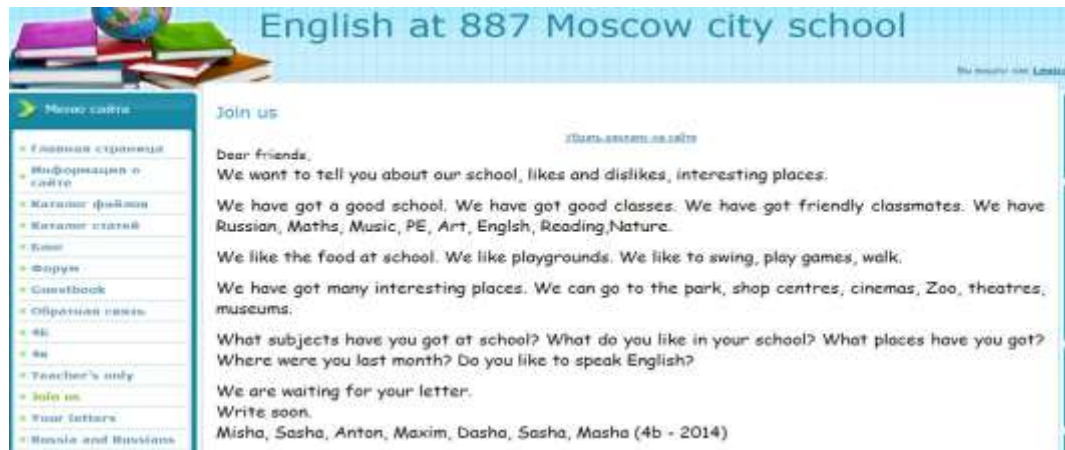 English at 887 Moscow city school
Меню сайта
Главная страница
Информация о
сайте
Каталог файлов
Каталог статей
Блог
Форум
Guestbook
Обратная связь
4Б
4в
Teacher's only
Join us
Your letters
Russia and Russians
Join us
Убрать рекламу на сайте
Dear friends,
We want to tell you about our school, likes and dislikes, interesting places.
We have got a good school. We have got good classes. We have got friendly classmates. We have
Russian, Maths, Music, PE, Art, Englsh, Reading,Nature.
We like the food at school. We like playgrounds. We like to swing, play games, walk.
We have got many interesting places. We can go to the park, shop centres, cinemas, Zoo, theatres,
museums.
What subjects have you got at school? What do you like in your school? What places have you got?
Where were you last month? Do you like to speak English?
We are waiting for your letter.
Write soon.
Misha, Sasha, Anton, Maxim, Dasha, Sasha, Masha (4b - 2014)